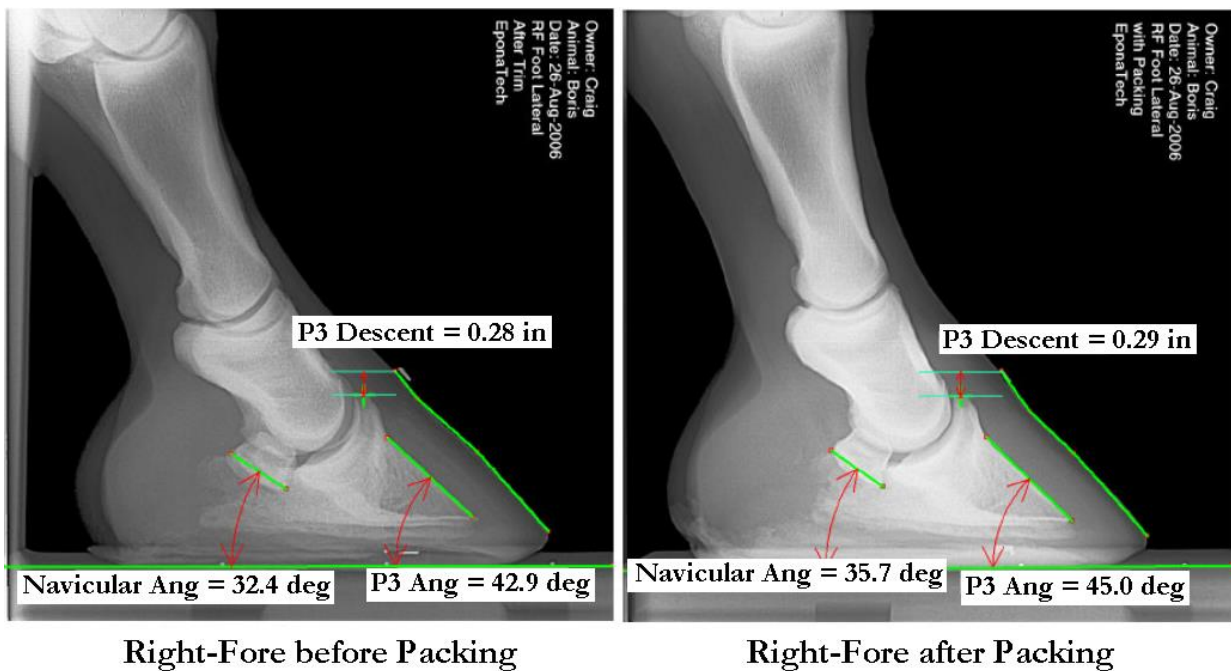 Owner: Craig
Animal: Boris
Date: 26-Aug-2006
RF Foot Lateral
After Trim
EponaTech
P3 Descent = 0.28 in
Navicular Ang = 32.4 deg
P3 Ang = 42.9 deg
Right-Fore before Packing
Owner: Craig
Animal: Boris
Date: 26-Aug-2006
RF Foot Lateral
with Packing
EponaTech
P3 Descent = 0.29 in
Navicular Ang = 35.7 deg
P3 Ang = 45.0 deg
Right-Fore after Packing